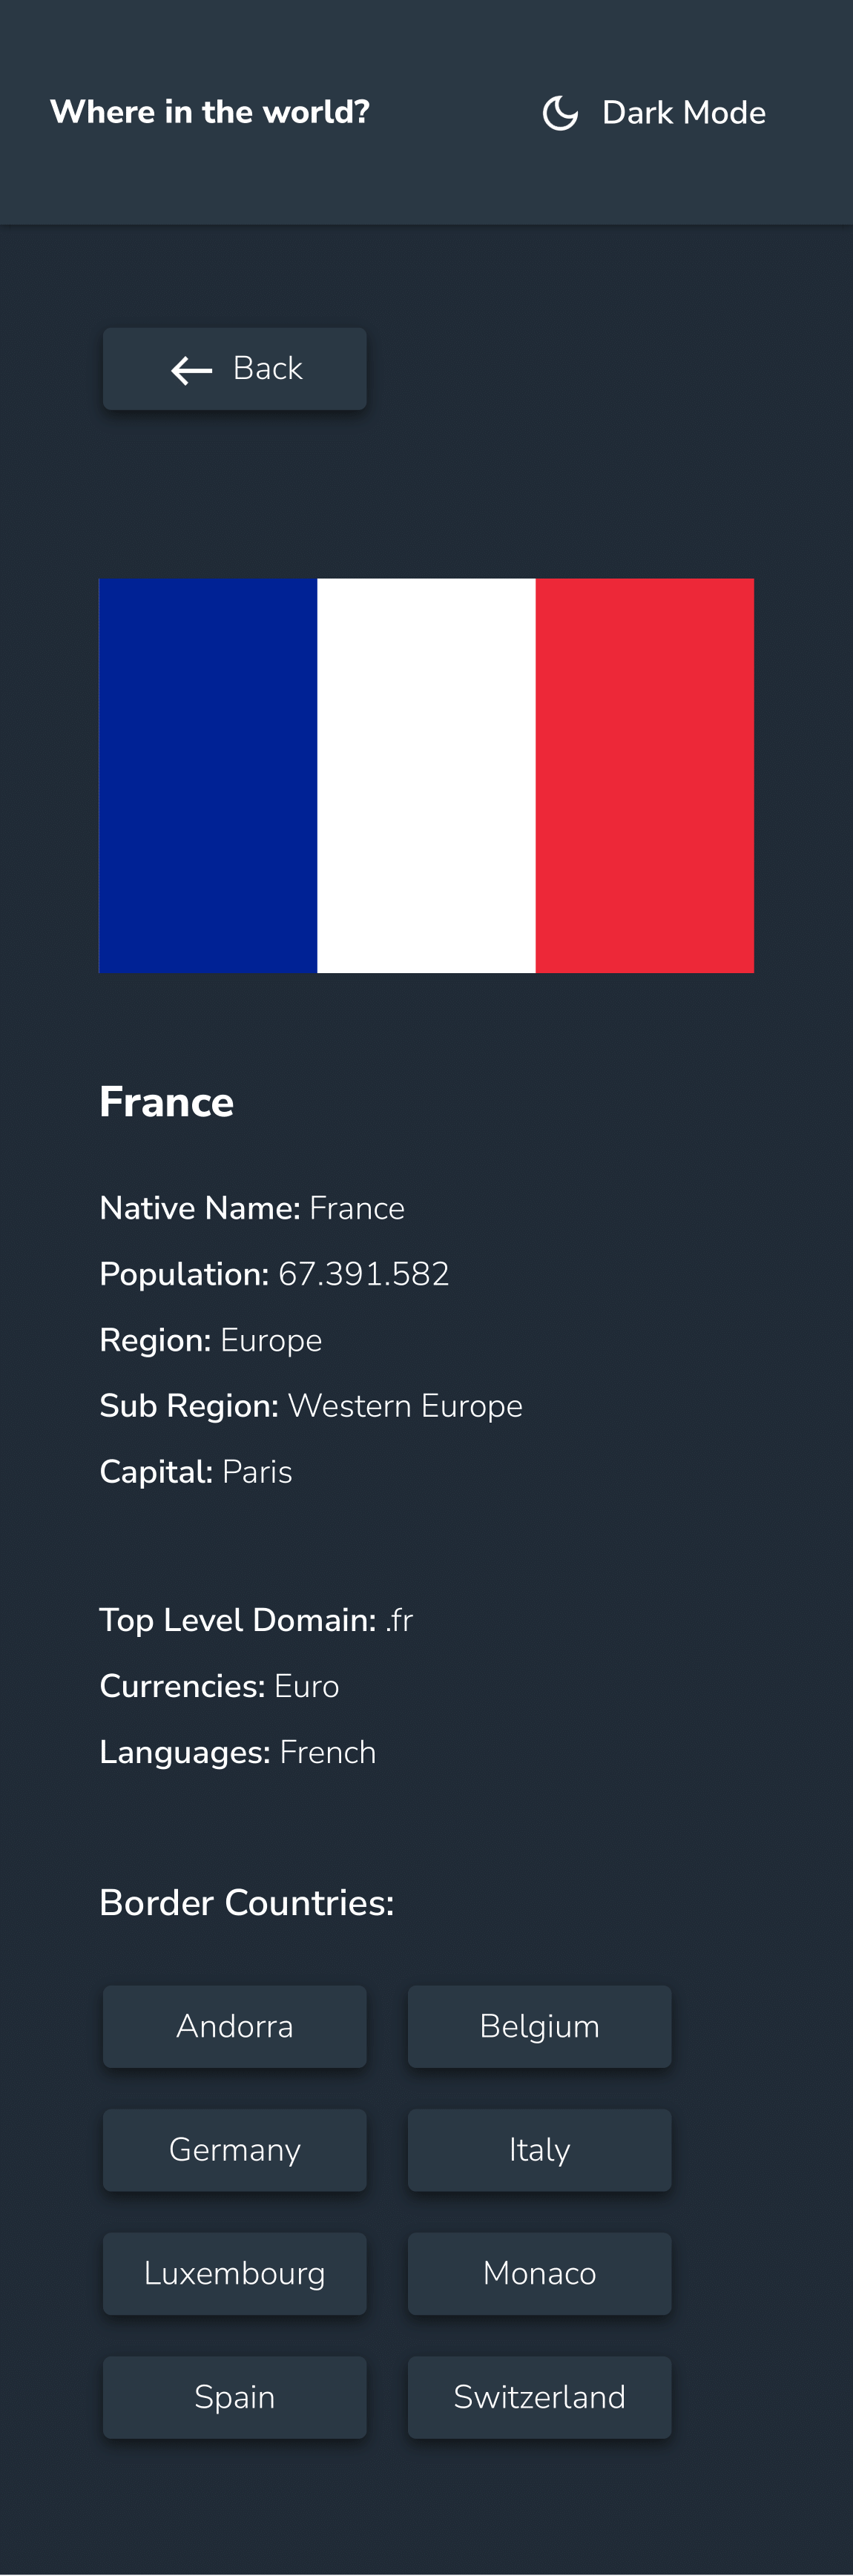 Where in the world?
Dark Mode
Back
France
Native Name: France
Population: 67.391.582
Region: Europe
Sub Region: Western Europe
Capital: Paris
Top Level Domain: .fr
Currencies: Euro
Languages: French
Border Countries:
Andorra
Belgium
Germany
Italy
Luxembourg
Monaco
Spain
Switzerland